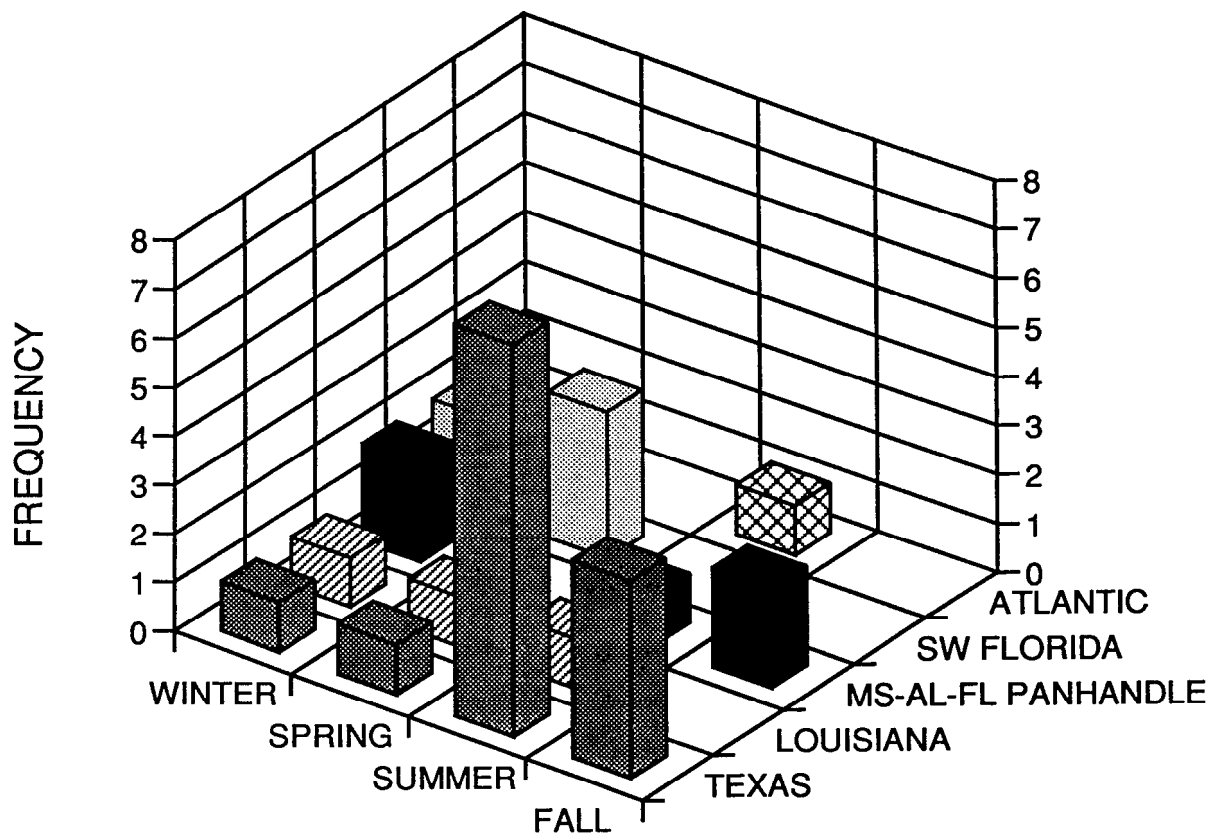 FREQUENCY
8
7
6
5
4
3
2
1
0
8
7
6
5
4
3
2
1
0
WINTER
SPRING
SUMMER
FALL
ATLANTIC
SW FLORIDA
MS-AL-FL PANHANDLE
LOUISIANA
TEXAS